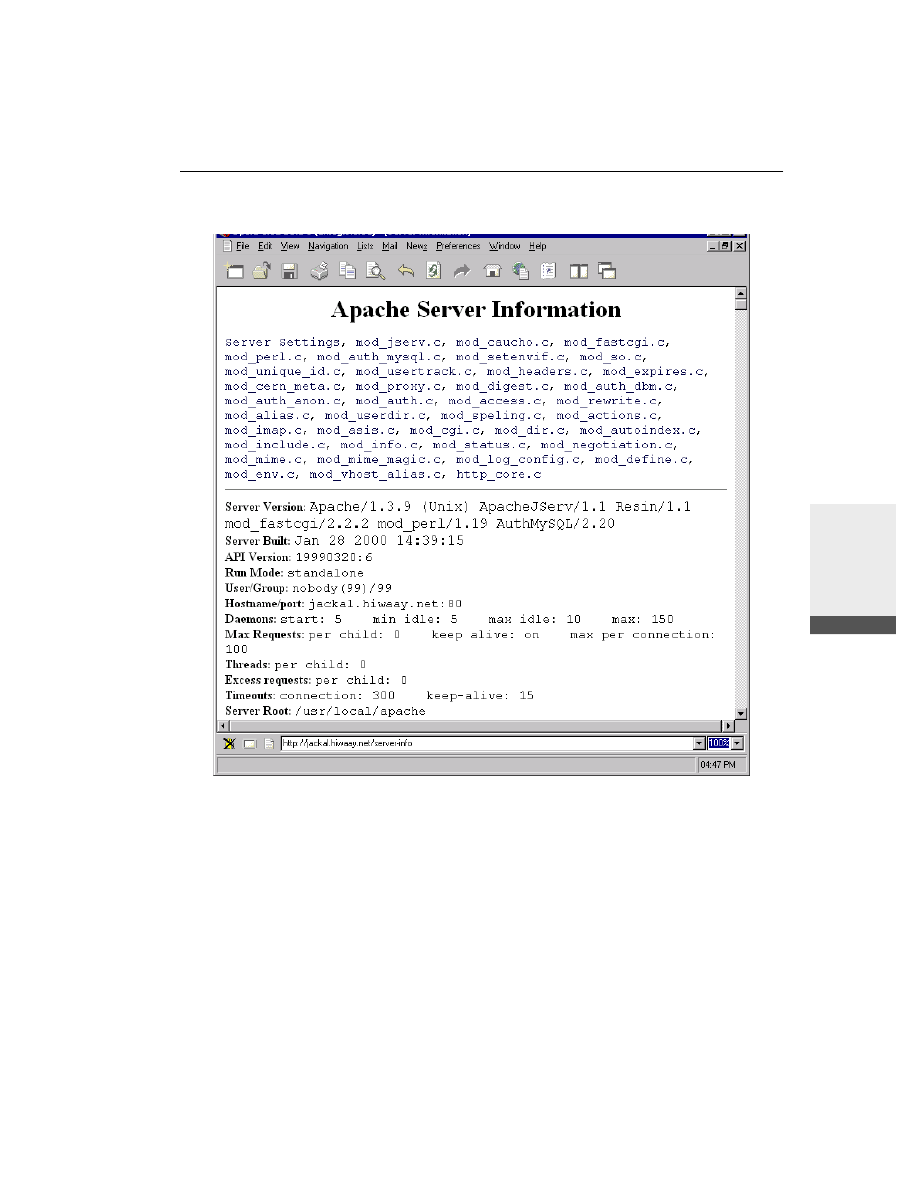 File Edit View Navigation Lists Mail News Preferences Window Help
Apache Server Information
Server Settings, mod_jserv.c, mod_caucho.c, mod_fastcgi.c,
mod_perl.c, mod_auth_mysql.c, mod_setenvif.c, mod_so.c,
mod_unique_id.c, mod_usertrack.c, mod_headers.c, mod_expires.c,
mod_cern_meta.c, mod_proxy.c, mod_digest.c, mod_auth_dbm.c,
mod_auth_anon.c, mod_auth.c, mod_access.c, mod_rewrite.c,
mod_alias.c, mod_userdir.c, mod_speling.c, mod_actions.c,
mod_imap.c, mod_asis.c, mod_cgi.c, mod_dir.c, mod_autoindex.c,
mod_include.c, mod_info.c, mod_status.c, mod_negotiation.c,
mod_mime.c, mod_mime_magic.c, mod_log_config.c, mod_define.c,
mod_env.c, mod_vhost_alias.c, http_core.c
Server Version: Apache/1.3.9 (Unix) ApacheJServ/1.1 Resin/1.1
mod_fastcgi/2.2.2 mod_perl/1.19 AuthMySQL/2.20
Server Built: Jan 28 2000 14:39:15
API Version: 19990320:6
Run Mode: standalone
User/Group: nobody(99)/99
Hostname/port: jackal.hiwaay.net:80
Daemons: start: 5 min idle: 5 max idle: 10 max: 150
Max Requests: per child: 0 keep alive: on max per connection:
100
Threads: per child: 0
Excess requests: per child: 0
Timeouts: connection: 300 keep-alive: 15
Server Root: /usr/local/apache
http://jackal.hiwaay.net/server-info 100%
04:47 PM